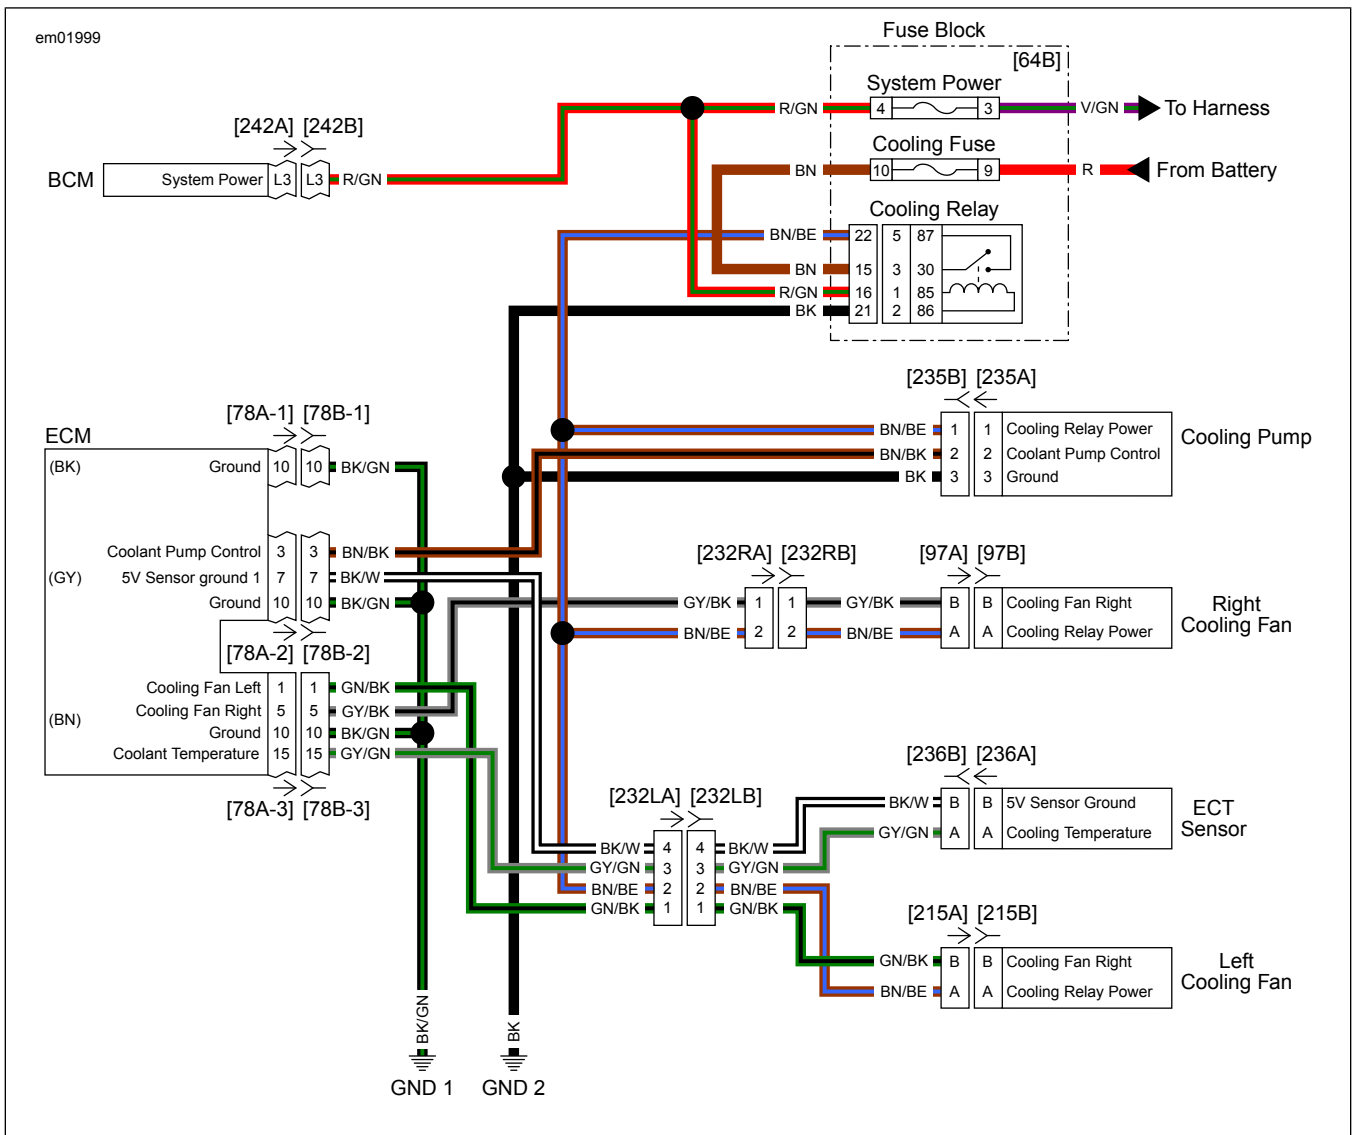 em01999
Fuse Block
[64B]
System Power
R/GN 4 3 V/GN To Harness
[242A] [242B]
Cooling Fuse
BCM System Power L3 L3 R/GN
BN 10 9 R From Battery
Cooling Relay
BN/BE 22 5 87
BN 15 3 30
R/GN 16 1 85
BK 21 2 86
[235B] [235A]
BN/BE 1 1 Cooling Relay Power
BN/BK 2 2 Coolant Pump Control
BK 3 3 Ground
Cooling Pump
[78A-1] [78B-1]
ECM
(BK) Ground 10 10 BK/GN
Coolant Pump Control 3 3 BN/BK
(GY) 5V Sensor ground 1 7 7 BK/W
Ground 10 10 BK/GN
[78A-2] [78B-2]
Cooling Fan Left 1 1 GN/BK
Cooling Fan Right 5 5 GY/BK
(BN) Ground 10 10 BK/GN
Coolant Temperature 15 15 GY/GN
[78A-3] [78B-3]
[232RA] [232RB] [97A] [97B]
GY/BK 1 1 GY/BK B B Cooling Fan Right
BN/BE 2 2 BN/BE A A Cooling Relay Power
Right
Cooling Fan
[236B] [236A]
BK/W B B 5V Sensor Ground
GY/GN A A Cooling Temperature
ECT
Sensor
[232LA] [232LB]
BK/W 4 4 BK/W
GY/GN 3 3 GY/GN
BN/BE 2 2 BN/BE
GN/BK 1 1 GN/BK
[215A] [215B]
GN/BK B B Cooling Fan Right
BN/BE A A Cooling Relay Power
Left
Cooling Fan
BK/GN
BK
GND 1 GND 2